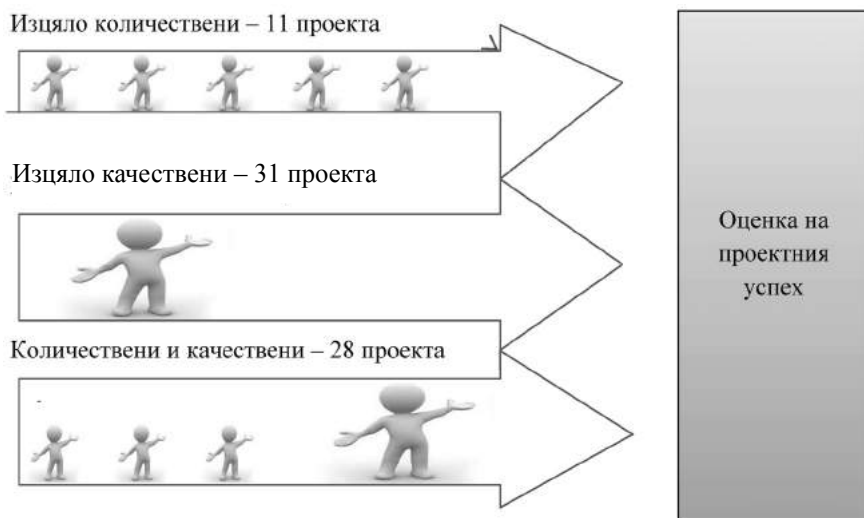 Изцяло количествени – 11 проекта
Изцяло качествени – 31 проекта
Оценка на
проектния
успех
Количествени и качествени – 28 проекта